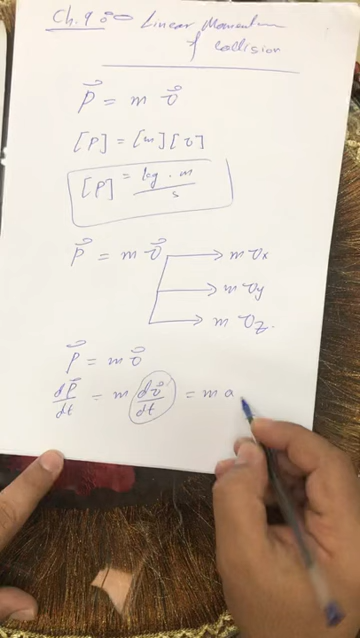 Ch. 9 : Linear Momentum
& collision
P⃗ = m v⃗
[P] = [m][v]
[P] = kg · m / s
P⃗ = m v⃗ → m vx
→ m vy
→ m vz
P⃗ = m v⃗
dP⃗/dt = m dv⃗/dt = m a